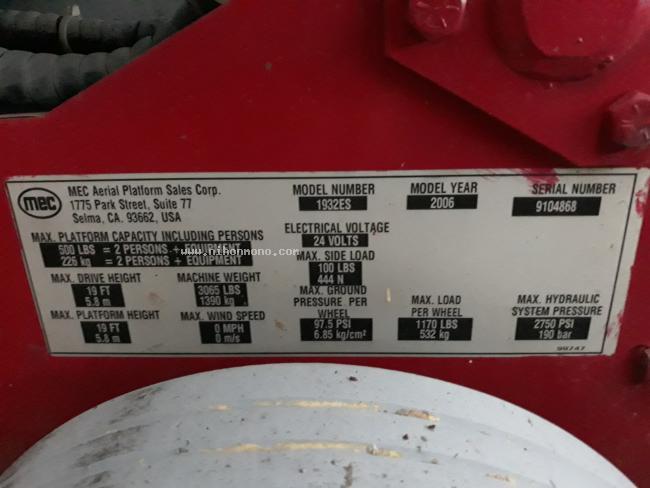 mec
MEC Aerial Platform Sales Corp.
1775 Park Street, Suite 77
Selma, CA. 93662, USA
MODEL NUMBER
1932ES
MODEL YEAR
2006
SERIAL NUMBER
9104868
MAX. PLATFORM CAPACITY INCLUDING PERSONS
500 LBS = 2 PERSONS + EQUIPMENT
226 kg = 2 PERSONS + EQUIPMENT
www.nihonmono.com
ELECTRICAL VOLTAGE
24 VOLTS
MAX. SIDE LOAD
100 LBS
444 N
MAX. DRIVE HEIGHT
19 FT
5.8 m
MACHINE WEIGHT
3065 LBS
1390 kg
MAX. PLATFORM HEIGHT
19 FT
5.8 m
MAX. WIND SPEED
0 MPH
0 m/s
MAX. GROUND
PRESSURE PER
WHEEL
97.5 PSI
6.85 kg/cm²
MAX. LOAD
PER WHEEL
1170 LBS
532 kg
MAX. HYDRAULIC
SYSTEM PRESSURE
2750 PSI
190 bar
99747